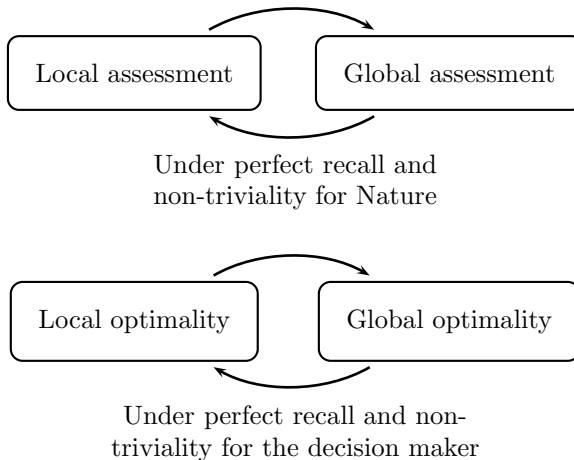 Local assessment
Global assessment
Under perfect recall and
non-triviality for Nature
Local optimality
Global optimality
Under perfect recall and non-
triviality for the decision maker